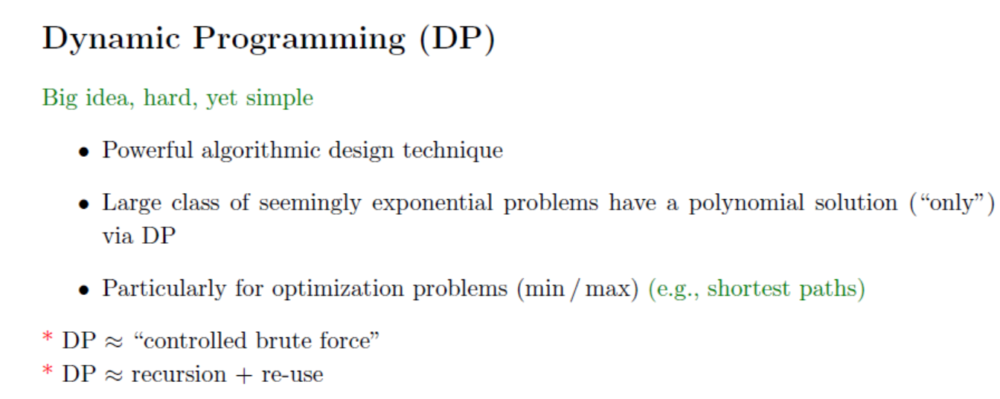 Dynamic Programming (DP)
Big idea, hard, yet simple
• Powerful algorithmic design technique
• Large class of seemingly exponential problems have a polynomial solution (“only”)
via DP
• Particularly for optimization problems (min / max) (e.g., shortest paths)
* DP ≈ “controlled brute force”
* DP ≈ recursion + re-use